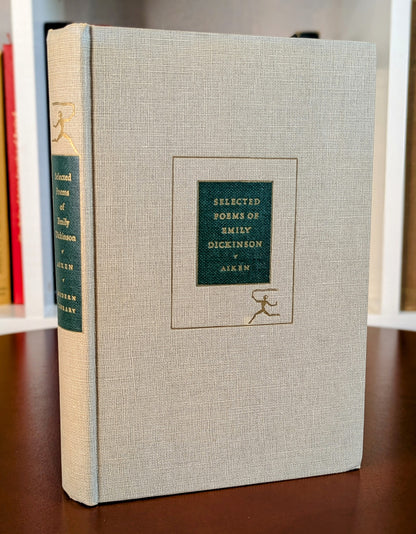 Selected
Poems
of
Emily
Dickinson
AIKEN
MODERN
LIBRARY
SELECTED
POEMS OF
EMILY
DICKINSON
AIKEN